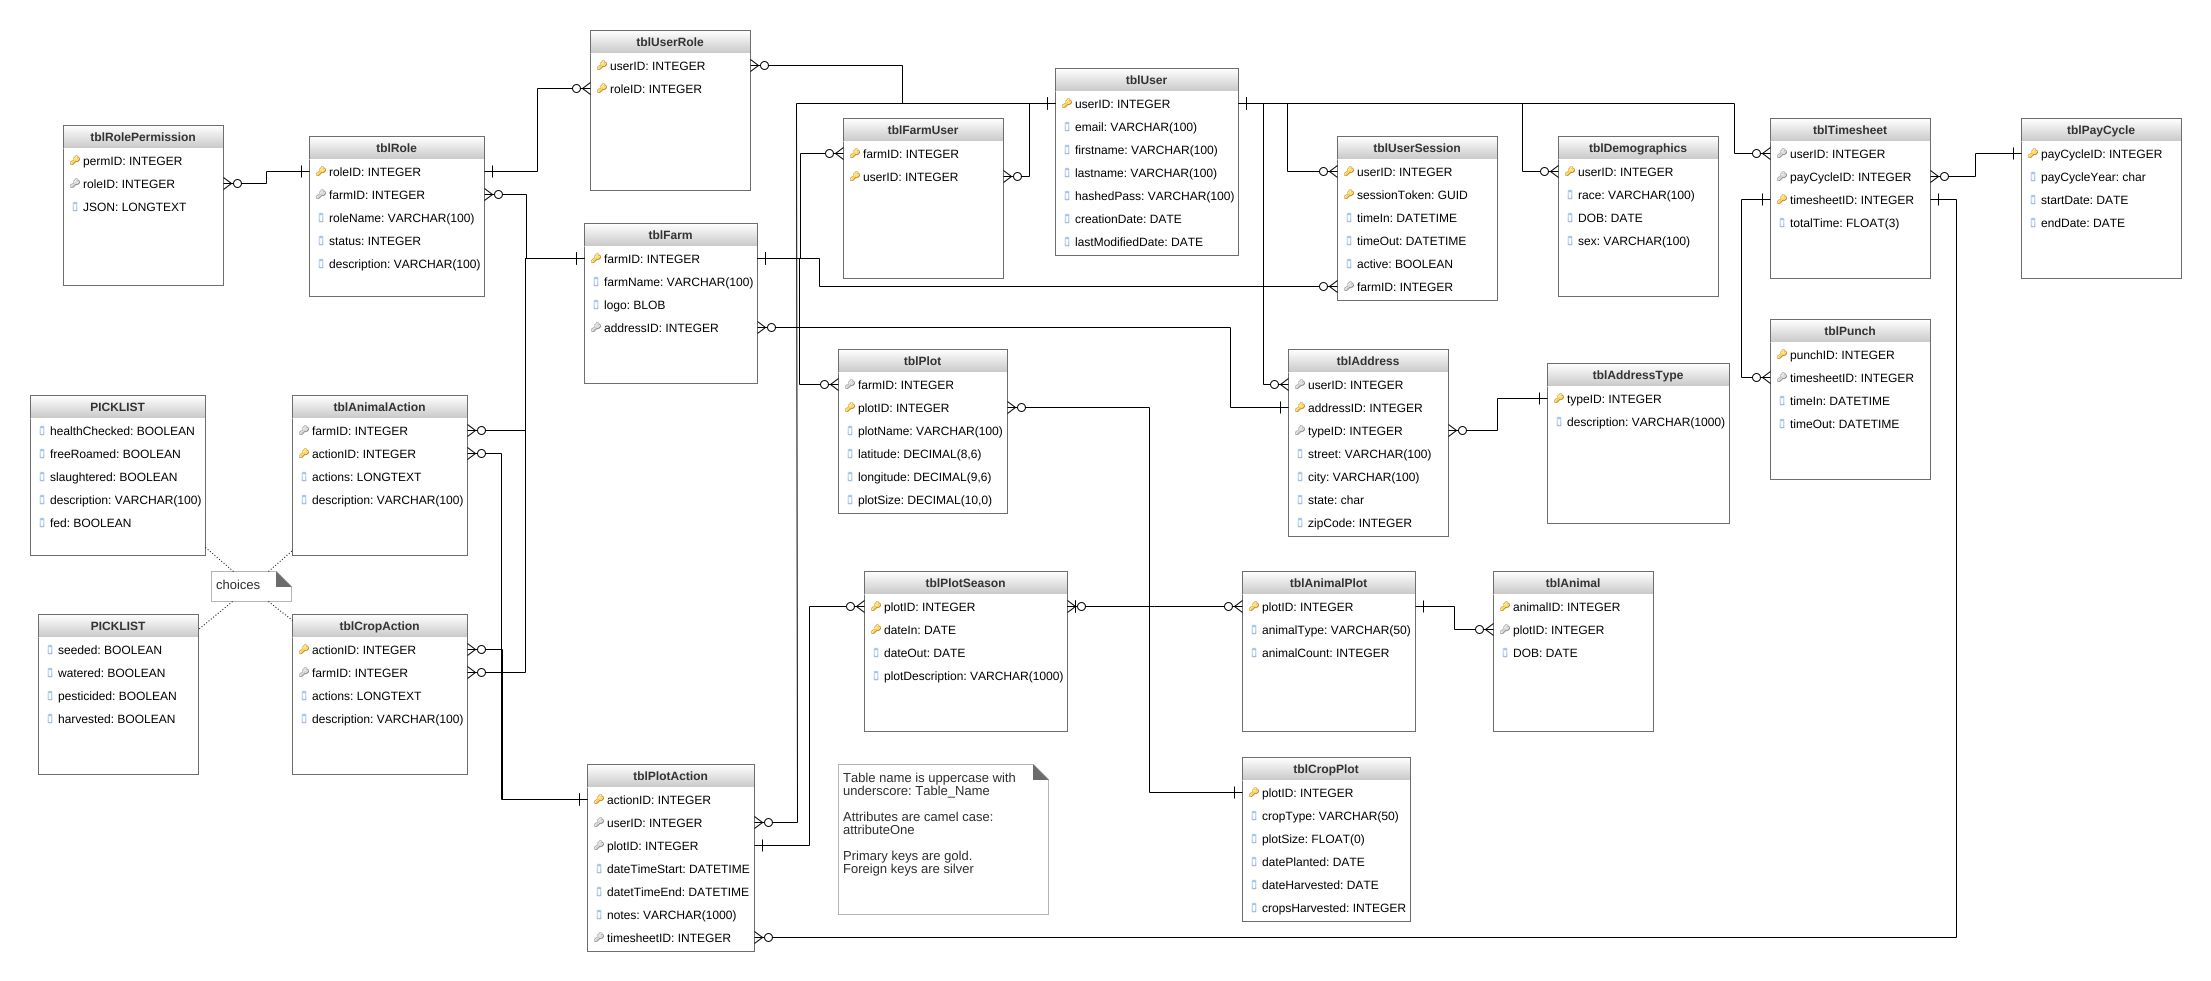 tblUserRole
userID: INTEGER
roleID: INTEGER
tblUser
userID: INTEGER
email: VARCHAR(100)
firstname: VARCHAR(100)
lastname: VARCHAR(100)
hashedPass: VARCHAR(100)
creationDate: DATE
lastModifiedDate: DATE
tblRolePermission
permID: INTEGER
roleID: INTEGER
JSON: LONGTEXT
tblRole
roleID: INTEGER
farmID: INTEGER
roleName: VARCHAR(100)
status: INTEGER
description: VARCHAR(100)
tblFarmUser
farmID: INTEGER
userID: INTEGER
tblUserSession
userID: INTEGER
sessionToken: GUID
timeIn: DATETIME
timeOut: DATETIME
active: BOOLEAN
farmID: INTEGER
tblDemographics
userID: INTEGER
race: VARCHAR(100)
DOB: DATE
sex: VARCHAR(100)
tblTimesheet
userID: INTEGER
payCycleID: INTEGER
timesheetID: INTEGER
totalTime: FLOAT(3)
tblPayCycle
payCycleID: INTEGER
payCycleYear: char
startDate: DATE
endDate: DATE
tblFarm
farmID: INTEGER
farmName: VARCHAR(100)
logo: BLOB
addressID: INTEGER
tblPunch
punchID: INTEGER
timesheetID: INTEGER
timeIn: DATETIME
timeOut: DATETIME
tblPlot
farmID: INTEGER
plotID: INTEGER
plotName: VARCHAR(100)
latitude: DECIMAL(8,6)
longitude: DECIMAL(9,6)
plotSize: DECIMAL(10,0)
tblAddress
userID: INTEGER
addressID: INTEGER
typeID: INTEGER
street: VARCHAR(100)
city: VARCHAR(100)
state: char
zipCode: INTEGER
tblAddressType
typeID: INTEGER
description: VARCHAR(1000)
PICKLIST
healthChecked: BOOLEAN
freeRoamed: BOOLEAN
slaughtered: BOOLEAN
description: VARCHAR(100)
fed: BOOLEAN
tblAnimalAction
farmID: INTEGER
actionID: INTEGER
actions: LONGTEXT
description: VARCHAR(100)
choices
PICKLIST
seeded: BOOLEAN
watered: BOOLEAN
pesticided: BOOLEAN
harvested: BOOLEAN
tblCropAction
actionID: INTEGER
farmID: INTEGER
actions: LONGTEXT
description: VARCHAR(100)
tblPlotSeason
plotID: INTEGER
dateIn: DATE
dateOut: DATE
plotDescription: VARCHAR(1000)
tblAnimalPlot
plotID: INTEGER
animalType: VARCHAR(50)
animalCount: INTEGER
tblAnimal
animalID: INTEGER
plotID: INTEGER
DOB: DATE
tblPlotAction
actionID: INTEGER
userID: INTEGER
plotID: INTEGER
dateTimeStart: DATETIME
datetTimeEnd: DATETIME
notes: VARCHAR(1000)
timesheetID: INTEGER
Table name is uppercase with
underscore: Table_Name
Attributes are camel case:
attributeOne
Primary keys are gold.
Foreign keys are silver
tblCropPlot
plotID: INTEGER
cropType: VARCHAR(50)
plotSize: FLOAT(0)
datePlanted: DATE
dateHarvested: DATE
cropsHarvested: INTEGER